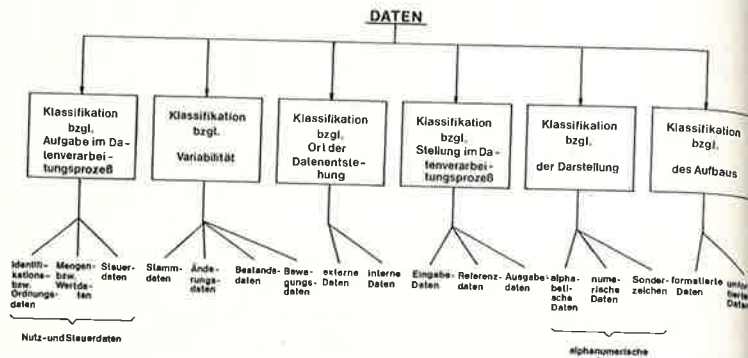 DATEN
Klassifikation
bzgl.
Aufgabe im Da-
tenverarbei-
tungsprozeß
Klassifikation
bzgl.
Variabilität
Klassifikation
bzgl.
Ort der
Datenentste-
hung
Klassifikation
bzgl.
Stellung im Da-
tenverarbei-
tungsprozeß
Klassifikation
bzgl.
der Darstellung
Klassifikation
bzgl.
des Aufbaus
Identifi-
kations-
bzw.
Ordnungs-
daten
Mengen-
bzw.
Wertda-
ten
Steuer-
daten
Stamm-
daten
Ände-
rungs-
daten
Bestands-
daten
Bewe-
gungs-
daten
externe
Daten
interne
Daten
Eingabe-
Daten
Referenz-
daten
Ausgabe-
daten
alpha-
beti-
sche
Daten
nume-
rische
Daten
Sonder-
zeichen
formatierte
Daten
Nutz-und Steuerdaten
alphanumerische